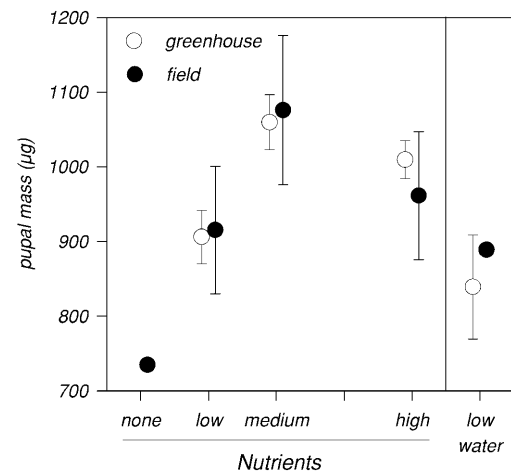 1200
1100
1000
900
800
700
pupal mass (µg)
greenhouse
field
none low medium high low
water
Nutrients